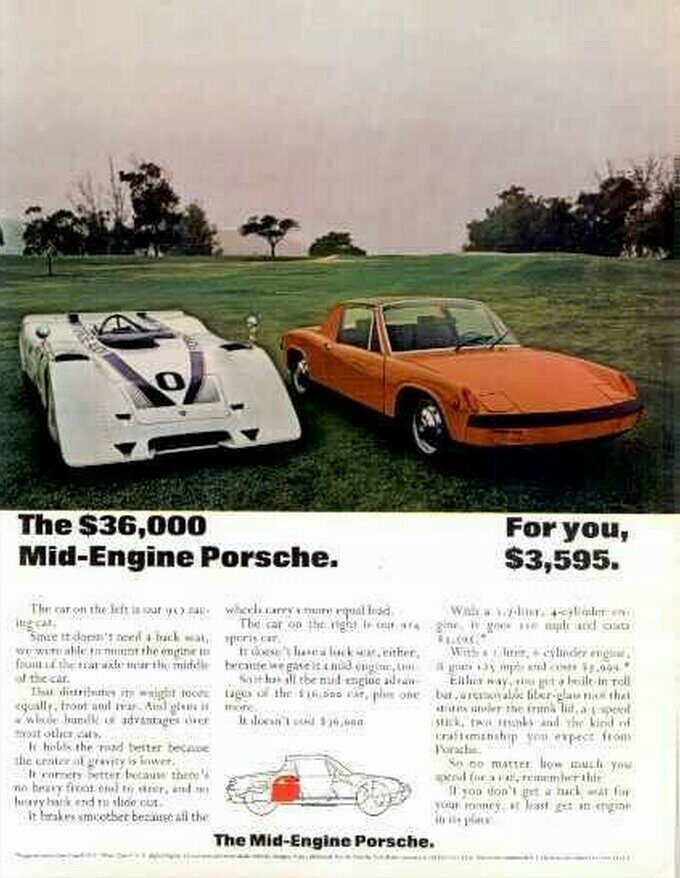 0
The $36,000
Mid-Engine Porsche.
For you,
$3,595.
The car on the left is our 917 rac-
ing car.
Since it doesn't need a back seat,
we were able to mount the engine in
front of the rear axle near the middle
of the car.
That distributes its weight more
equally, front and rear. And gives it
a whole bundle of advantages over
most other cars.
It holds the road better because
the center of gravity is lower.
It corners better because there's
no heavy front end to steer, and no
heavy back end to slide out.
It brakes smoother because all the
wheels carry a more equal load.
The car on the right is our 914
sports car.
It doesn't have a back seat, either,
because we gave it a mid-engine, too.
So it has all the mid-engine advan-
tages of the $36,000 car, plus one
more.
It doesn't cost $36,000.
With a 1.7-liter, 4-cylinder en-
gine, it goes 110 mph and costs
$3,595.*
With a 2-liter, 6 cylinder engine,
it goes 125 mph and costs
Either way, you get a built-in roll
bar, a removable fiber-glass roof that
stores under the trunk lid, a 5-speed
stick, two trunks and the kind of
craftsmanship you expect from
Porsche.
So no matter how much you
spend for a car, remember this:
If you don't get a back seat for
your money, at least get an engine
in its place.
The Mid-Engine Porsche.